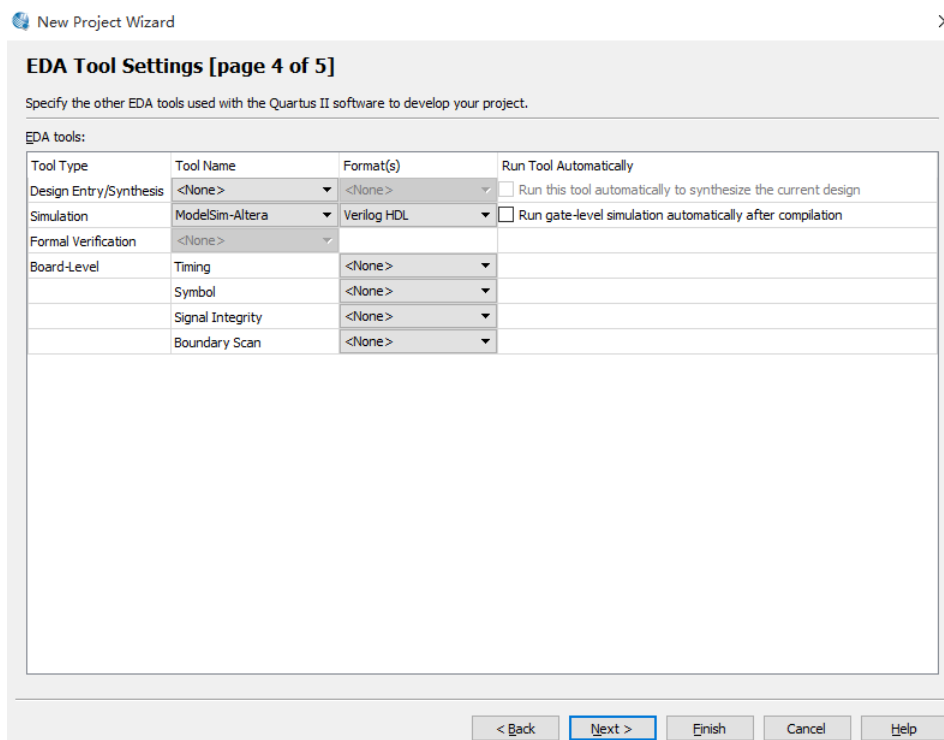 New Project Wizard
EDA Tool Settings [page 4 of 5]
Specify the other EDA tools used with the Quartus II software to develop your project.
EDA tools:
Tool Type Tool Name Format(s) Run Tool Automatically
Design Entry/Synthesis <None> <None> Run this tool automatically to synthesize the current design
Simulation ModelSim-Altera Verilog HDL Run gate-level simulation automatically after compilation
Formal Verification <None>
Board-Level Timing <None>
Symbol <None>
Signal Integrity <None>
Boundary Scan <None>
< Back Next > Finish Cancel Help